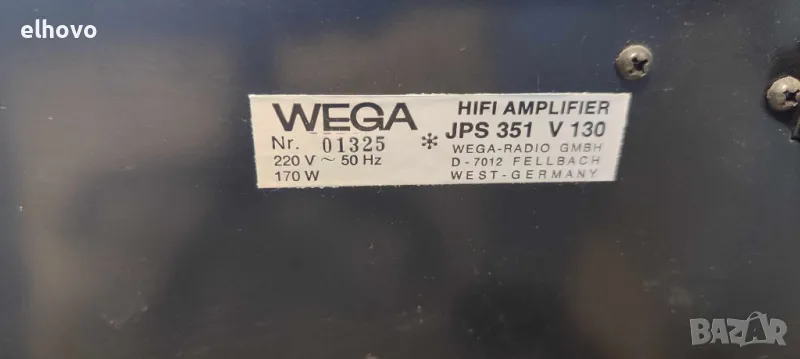 elhovo
WEGA
Nr. 01325
220 V ~ 50 Hz
170 W
HIFI AMPLIFIER
* JPS 351 V 130
WEGA-RADIO GMBH
D - 7012 FELLBACH
WEST-GERMANY
BAZAR